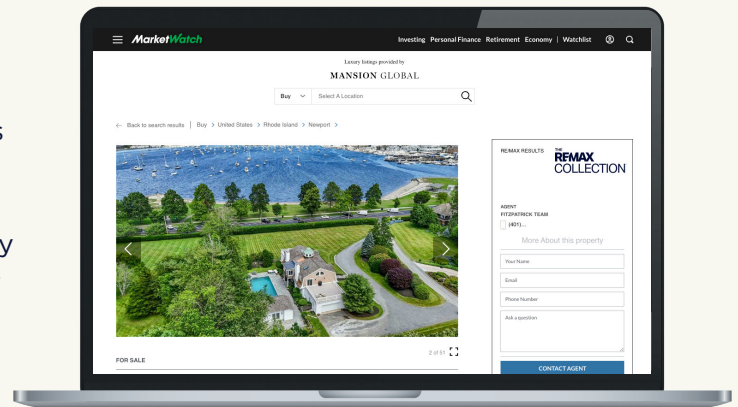 MarketWatch
Investing Personal Finance Retirement Economy | Watchlist
Luxury listings provided by
MANSION GLOBAL
Buy Select A Location
← Back to search results | Buy > United States > Rhode Island > Newport >
RE/MAX RESULTS
THE
RE/MAX
COLLECTION
AGENT
FITZPATRICK TEAM
(401)...
More About this property
Your Name
Email
Phone Number
Ask a question
CONTACT AGENT
2 of 51
FOR SALE
s
y